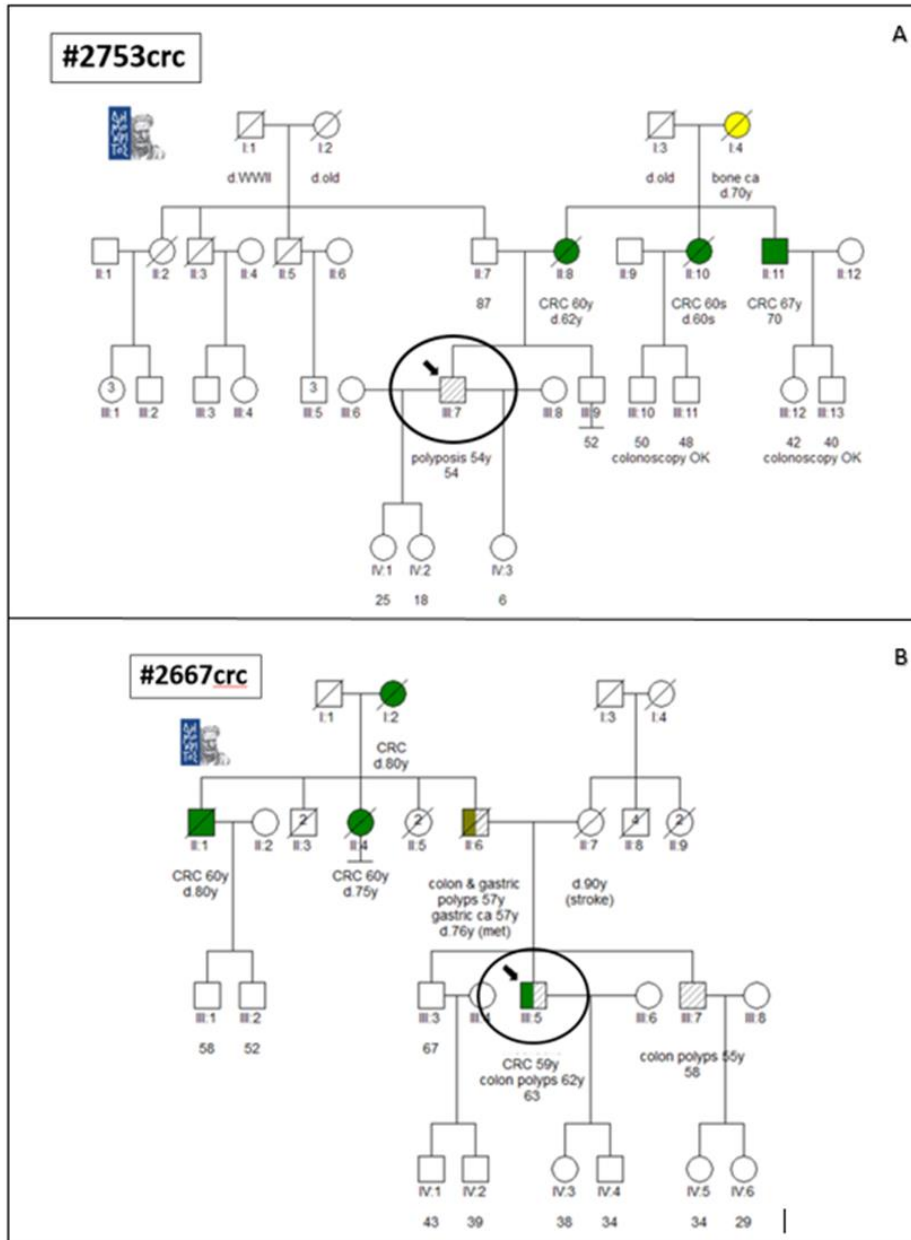 A
#2753crc
ΔΗΜΟ
ΚΡΙΤΟΣ
I:1 I:2 I:3 I:4
d.WWII d.old d.old bone ca
d.70y
II:1 II:2 II:3 II:4 II:5 II:6 II:7 II:8 II:9 II:10 II:11 II:12
87 CRC 60y CRC 60s CRC 67y
d.62y d.60s 70
3 3
III:1 III:2 III:3 III:4 III:5 III:6 III:7 III:8 III:9 III:10 III:11 III:12 III:13
52 50 48 42 40
polyposis 54y colonoscopy OK colonoscopy OK
54
IV:1 IV:2 IV:3
25 18 6
B
#2667crc
I:1 I:2 I:3 I:4
CRC
d.80y
2 2 4 2
II:1 II:2 II:3 II:4 II:5 II:6 II:7 II:8 II:9
CRC 60y CRC 60y colon & gastric d.90y
d.80y d.75y polyps 57y (stroke)
gastric ca 57y
d.76y (met)
III:1 III:2 III:3 III:5 III:6 III:7 III:8
58 52 67 CRC 59y colon polyps 55y
colon polyps 62y 58
63
IV:1 IV:2 IV:3 IV:4 IV:5 IV:6
43 39 38 34 34 29